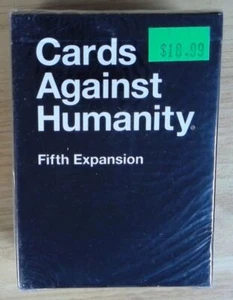 $10.99
Cards
Against
Humanity®
Fifth Expansion